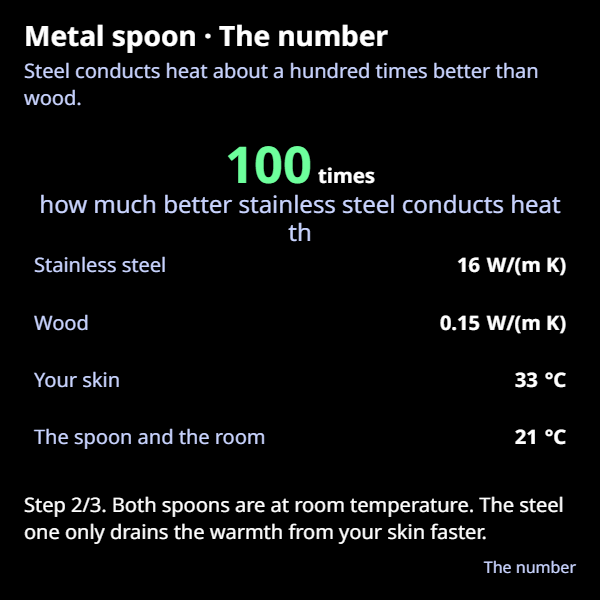 Metal spoon · The number
Steel conducts heat about a hundred times better than
wood.
100 times
how much better stainless steel conducts heat
th
Stainless steel 16 W/(m K)
Wood 0.15 W/(m K)
Your skin 33 °C
The spoon and the room 21 °C
Step 2/3. Both spoons are at room temperature. The steel
one only drains the warmth from your skin faster.
The number